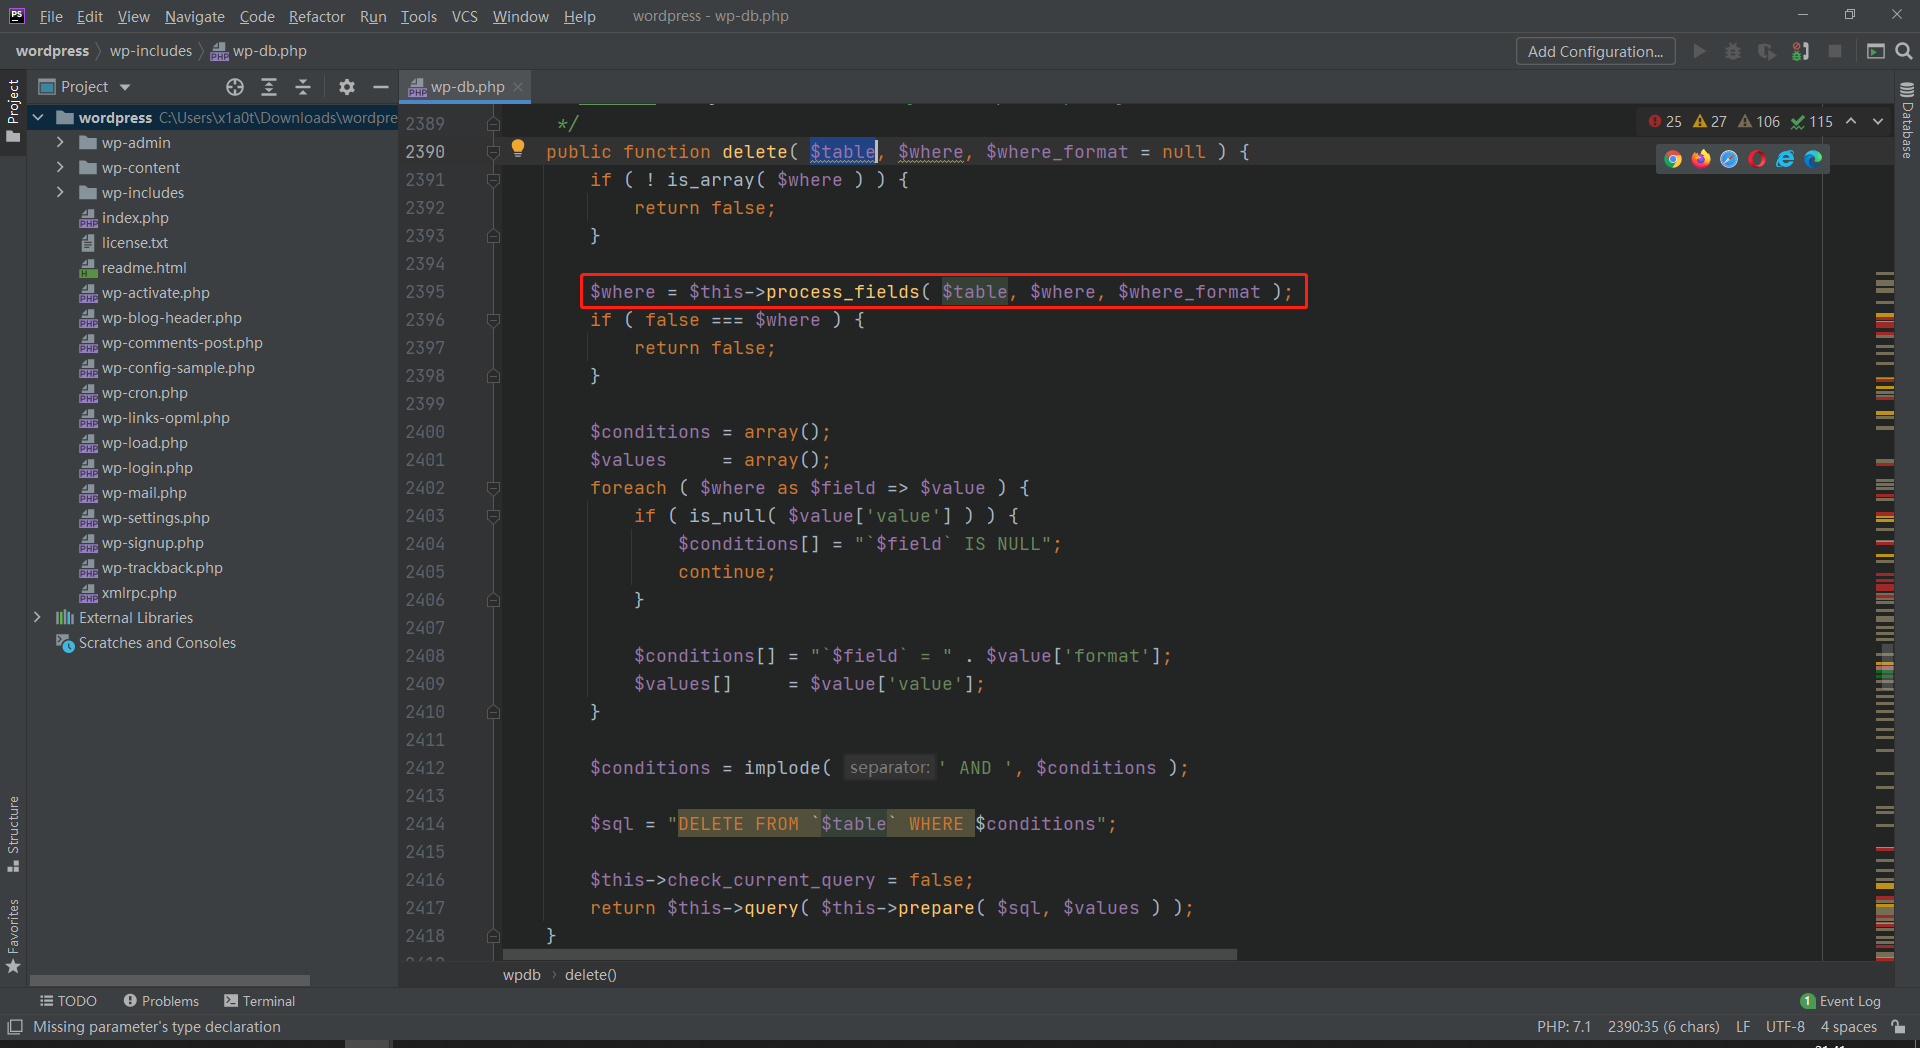 PS File Edit View Navigate Code Refactor Run Tools VCS Window Help wordpress - wp-db.php
wordpress wp-includes wp-db.php Add Configuration...
Project
Project
wp-db.php
Database
wordpress C:\Users\x1a0t\Downloads\wordpre
wp-admin
wp-content
wp-includes
index.php
license.txt
readme.html
wp-activate.php
wp-blog-header.php
wp-comments-post.php
wp-config-sample.php
wp-cron.php
wp-links-opml.php
wp-load.php
wp-login.php
wp-mail.php
wp-settings.php
wp-signup.php
wp-trackback.php
xmlrpc.php
External Libraries
Scratches and Consoles
Structure
Favorites
25 27 106 115
2389 */
2390 public function delete( $table, $where, $where_format = null ) {
2391 if ( ! is_array( $where ) ) {
2392 return false;
2393 }
2394
2395 $where = $this->process_fields( $table, $where, $where_format );
2396 if ( false === $where ) {
2397 return false;
2398 }
2399
2400 $conditions = array();
2401 $values     = array();
2402 foreach ( $where as $field => $value ) {
2403 if ( is_null( $value['value'] ) ) {
2404 $conditions[] = "`$field` IS NULL";
2405 continue;
2406 }
2407
2408 $conditions[] = "`$field` = " . $value['format'];
2409 $values[]     = $value['value'];
2410 }
2411
2412 $conditions = implode( separator: ' AND ', $conditions );
2413
2414 $sql = "DELETE FROM `$table` WHERE $conditions";
2415
2416 $this->check_current_query = false;
2417 return $this->query( $this->prepare( $sql, $values ) );
2418 }
wpdb delete()
TODO Problems Terminal 1 Event Log
Missing parameter's type declaration PHP: 7.1 2390:35 (6 chars) LF UTF-8 4 spaces